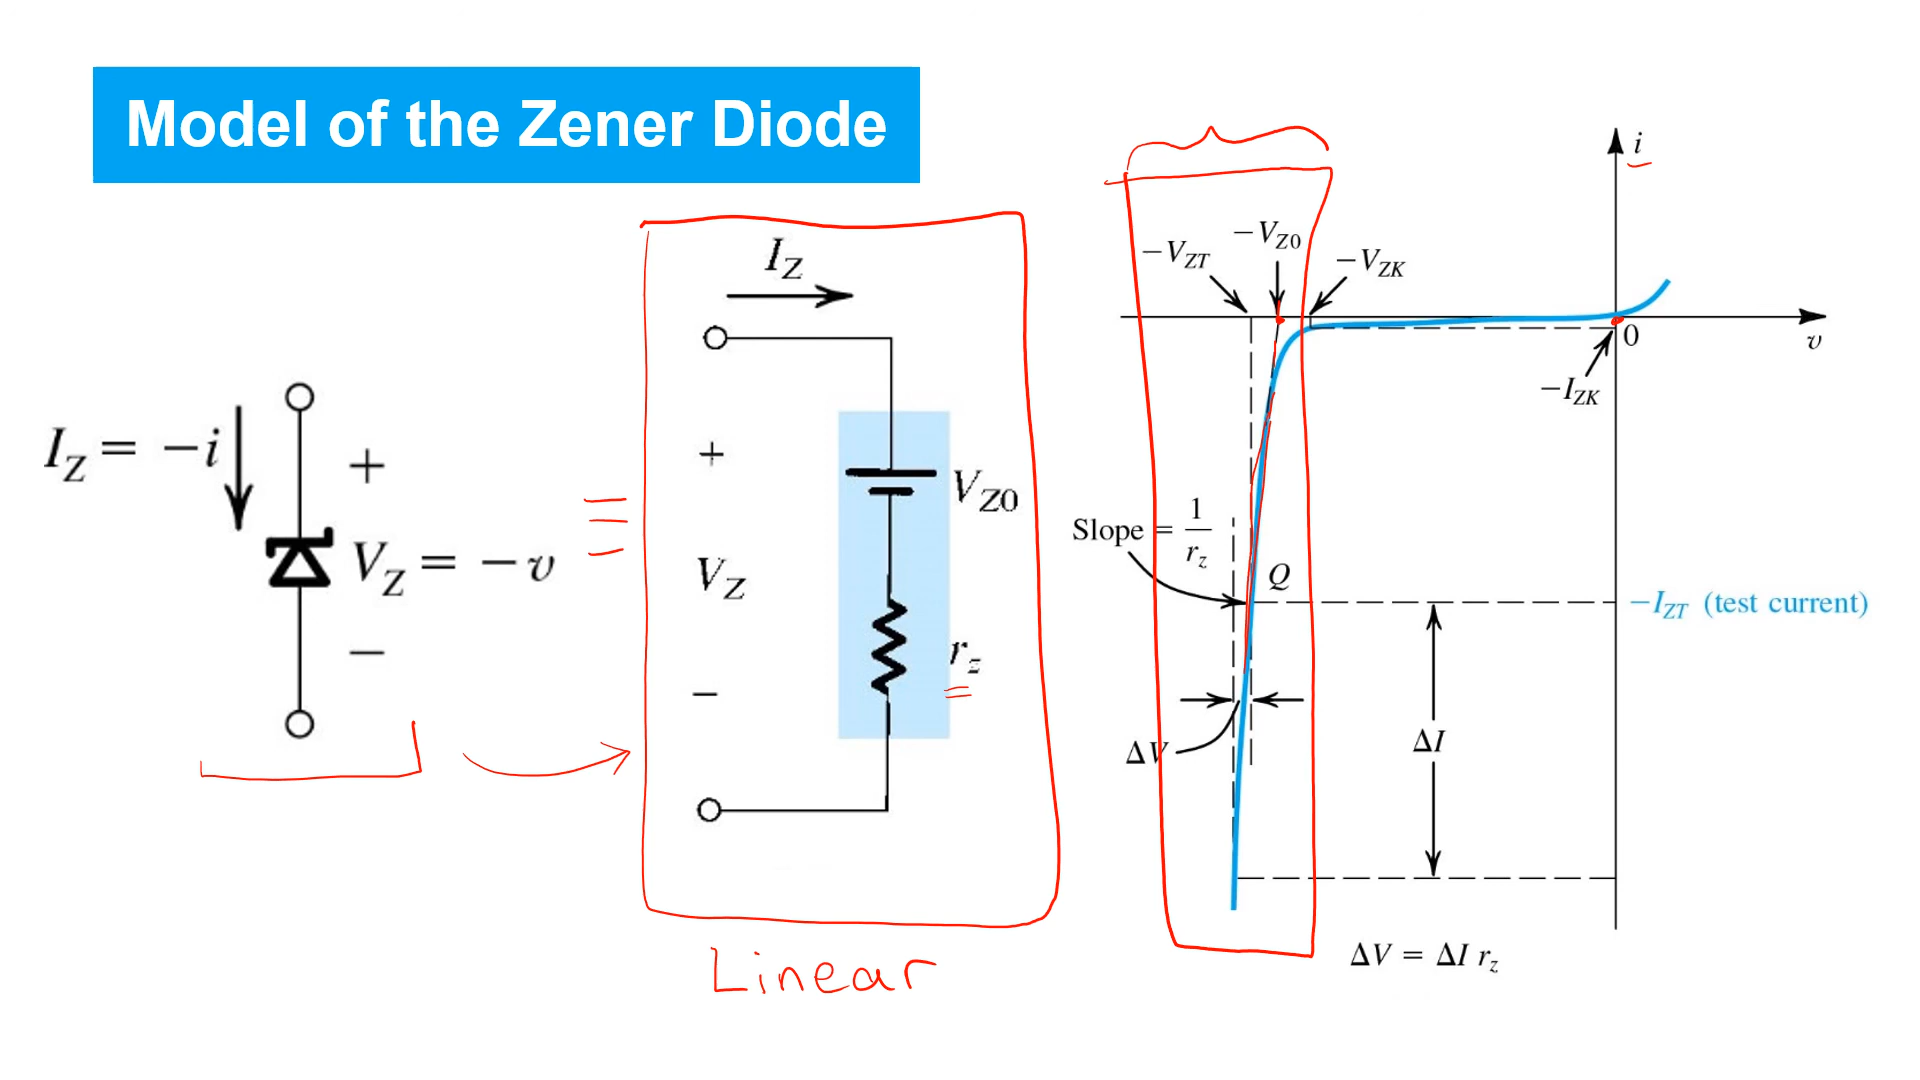 Model of the Zener Diode
I_Z = −i
+
V_Z = −v
−
I_Z
+
V_Z0
V_Z
r_z
−
Linear
i
−V_ZT
−V_Z0
−V_ZK
0
v
−I_ZK
Slope = 1/r_z
Q
−I_ZT (test current)
ΔV
ΔI
ΔV = ΔI r_z